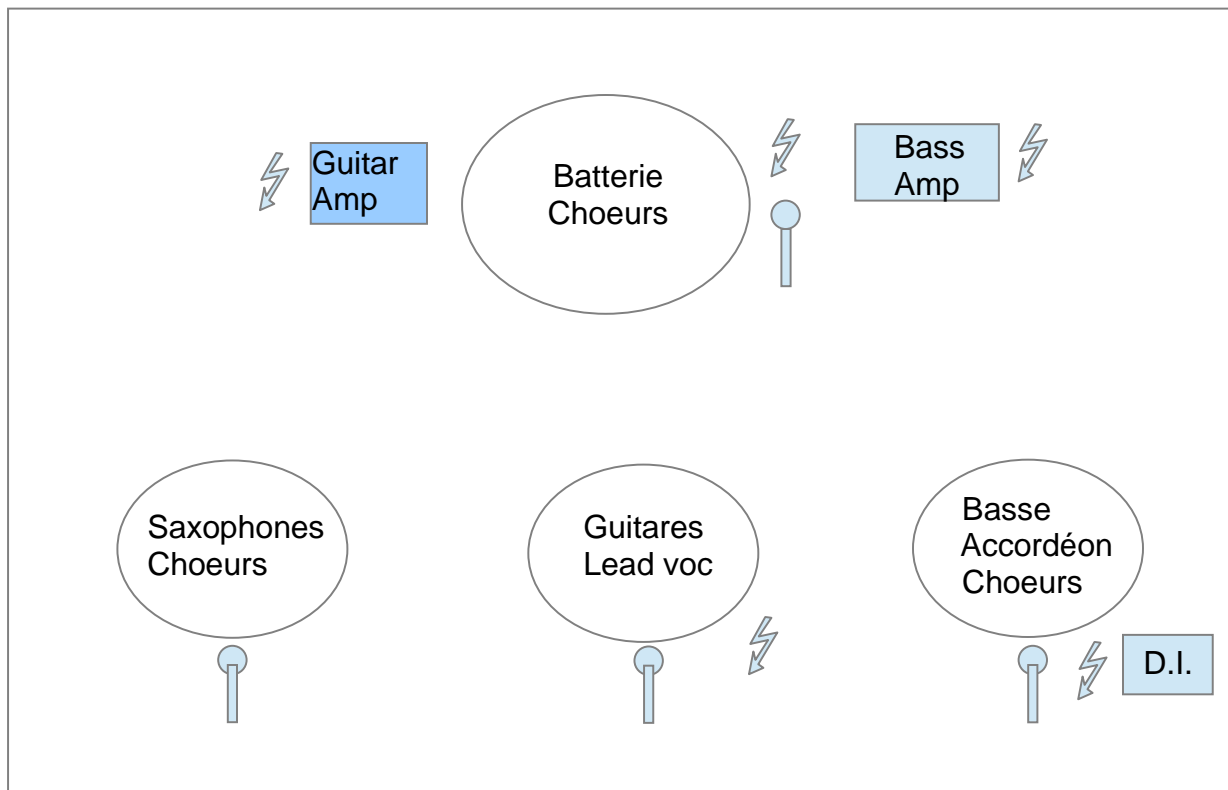 Guitar
Amp
Batterie
Choeurs
Bass
Amp
Saxophones
Choeurs
Guitares
Lead voc
Basse
Accordéon
Choeurs
D.I.